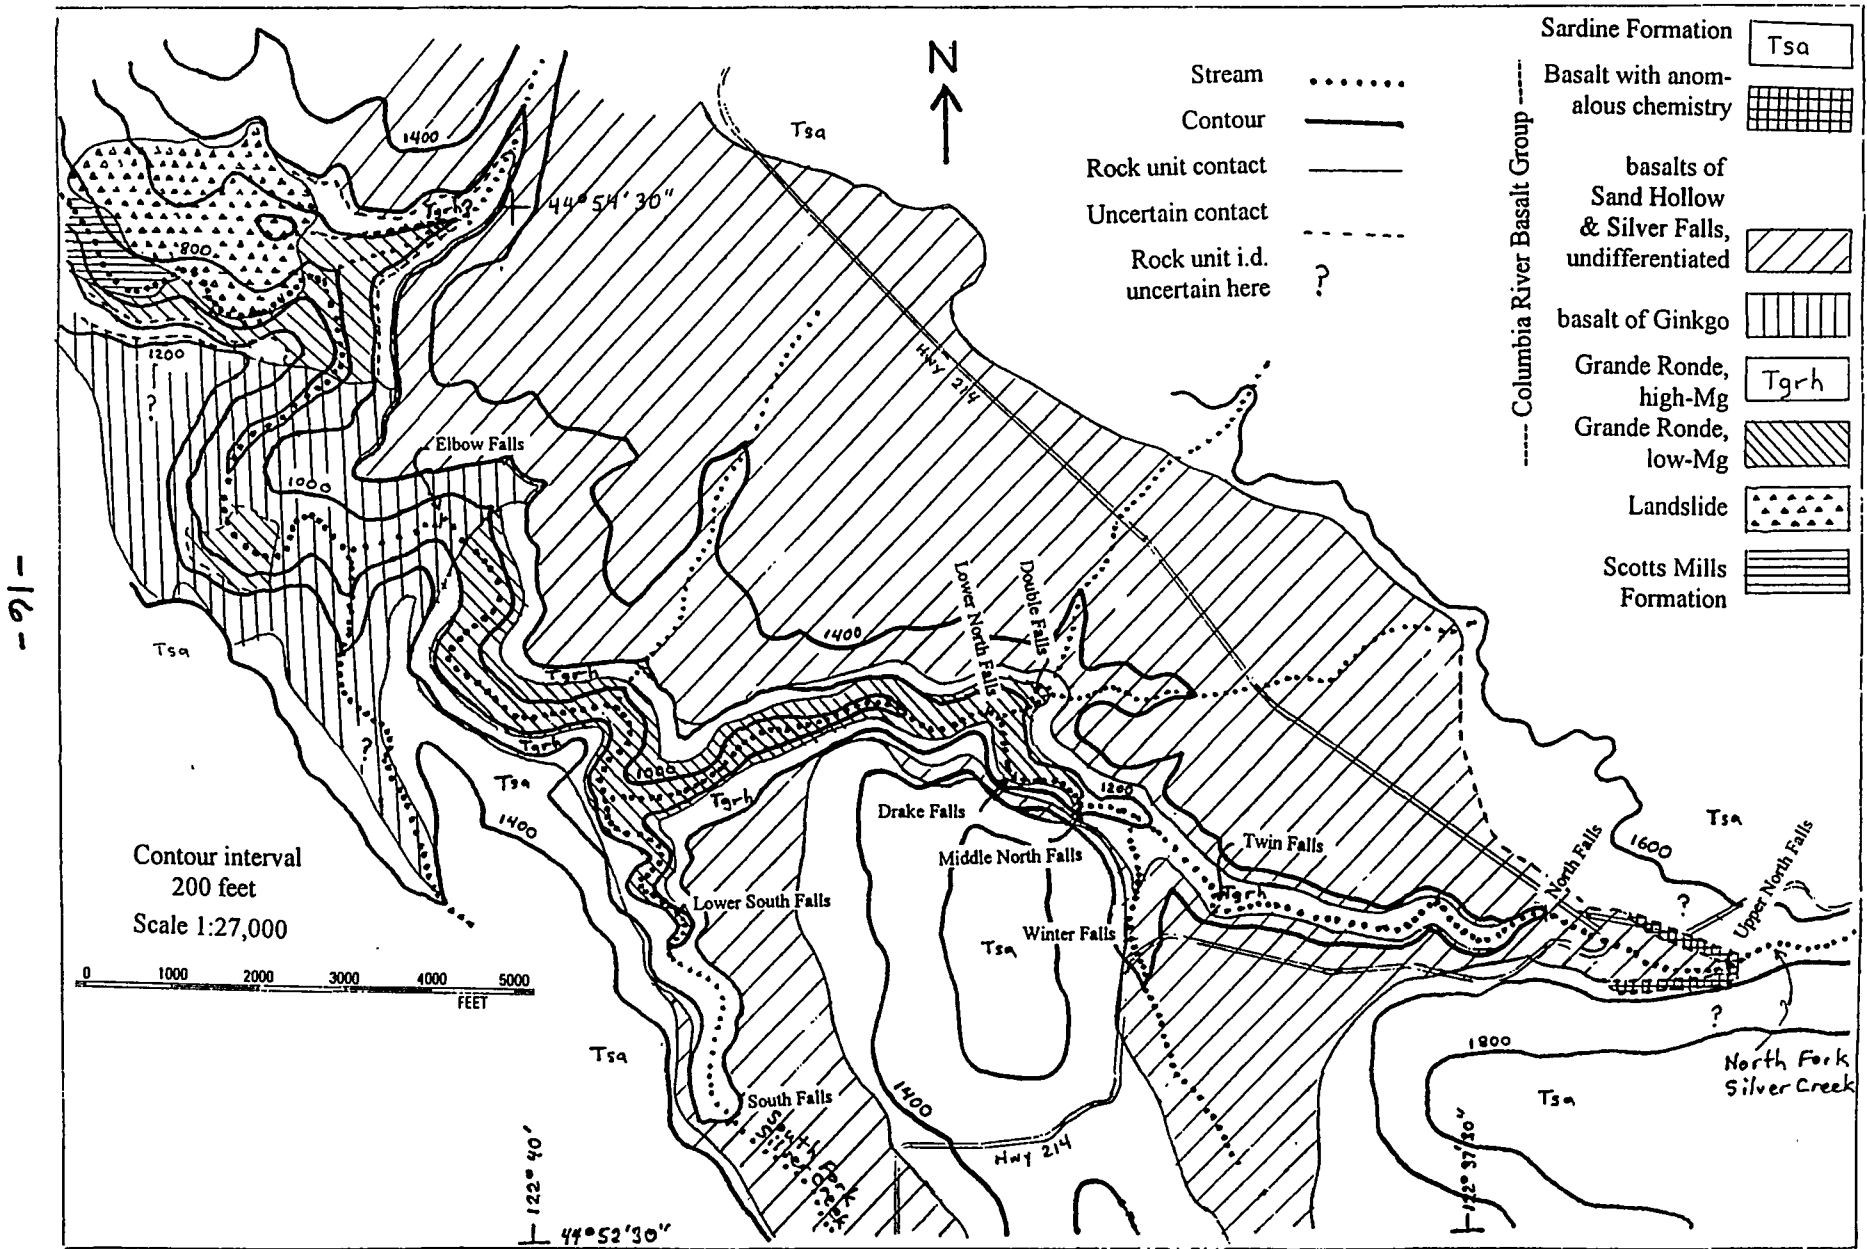 Sardine Formation
Tsa
Basalt with anom-
alous chemistry
basalts of
Sand Hollow
& Silver Falls,
undifferentiated
basalt of Ginkgo
Grande Ronde,
high-Mg
Tgrh
Grande Ronde,
low-Mg
Landslide
Scotts Mills
Formation
----- Columbia River Basalt Group -----
N
Stream
Contour
Rock unit contact
Uncertain contact
Rock unit i.d.
uncertain here
?
1400
Tsa
Tgrh?
44°54'30"
800
1200
?
Hwy 214
Elbow Falls
1000
Lower North Falls
Double Falls
1400
Tsa
Tgrh
?
Tgrh
1000
Tsa
Tgrh
1200
1400
Drake Falls
Middle North Falls
Twin Falls
North Falls
1600
Tsa
Upper North Falls
?
Contour interval
200 feet
Scale 1:27,000
Lower South Falls
Tgrh
Winter Falls
Tsa
0 1000 2000 3000 4000 5000
FEET
?
Tsa
1800
North Fork
Silver Creek
1400
Tsa
South Falls
South Fork
Silver Creek
Hwy 214
122°40'
44°52'30"
122°37'30"
-16-